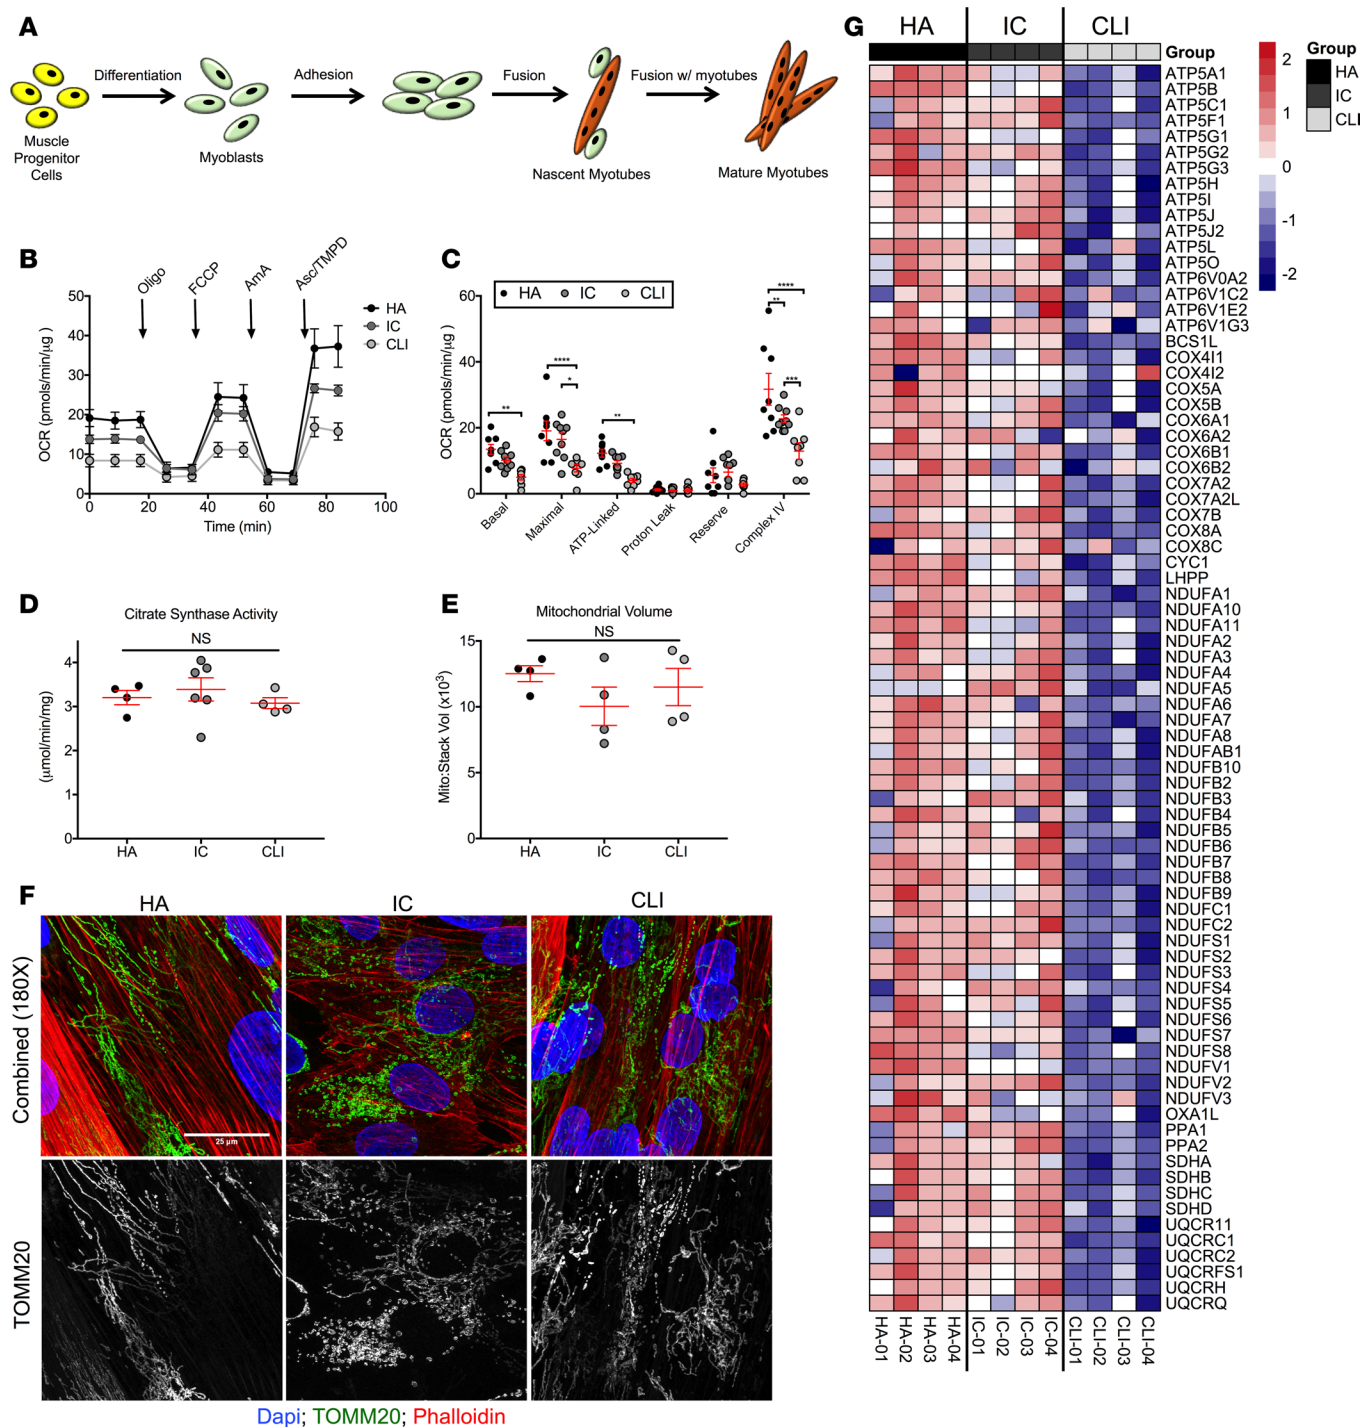 A
Differentiation
Adhesion
Fusion
Fusion w/ myotubes
Muscle
Progenitor
Cells
Myoblasts
Nascent Myotubes
Mature Myotubes
B
Oligo
FCCP
AmA
Asc/TMPD
OCR (pmols/min/µg)
50
40
30
20
10
0
0
20
40
60
80
100
Time (min)
HA
IC
CLI
C
HA
IC
CLI
OCR (pmols/min/µg)
60
40
20
0
**
****
*
**
****
**
***
Basal
Maximal
ATP-Linked
Proton Leak
Reserve
Complex IV
D
Citrate Synthase Activity
NS
(µmol/min/mg)
4
3
2
1
0
HA
IC
CLI
E
Mitochondrial Volume
NS
Mito:Stack Vol (x10³)
15
10
5
0
HA
IC
CLI
F
HA
IC
CLI
Combined (180X)
25 µm
TOMM20
Dapi; TOMM20; Phalloidin
G
HA
IC
CLI
Group
ATP5A1
ATP5B
ATP5C1
ATP5F1
ATP5G1
ATP5G2
ATP5G3
ATP5H
ATP5I
ATP5J
ATP5J2
ATP5L
ATP5O
ATP6V0A2
ATP6V1C2
ATP6V1E2
ATP6V1G3
BCS1L
COX4I1
COX4I2
COX5A
COX5B
COX6A1
COX6A2
COX6B1
COX6B2
COX7A2
COX7A2L
COX7B
COX8A
COX8C
CYC1
LHPP
NDUFA1
NDUFA10
NDUFA11
NDUFA2
NDUFA3
NDUFA4
NDUFA5
NDUFA6
NDUFA7
NDUFA8
NDUFAB1
NDUFB10
NDUFB2
NDUFB3
NDUFB4
NDUFB5
NDUFB6
NDUFB7
NDUFB8
NDUFB9
NDUFC1
NDUFC2
NDUFS1
NDUFS2
NDUFS3
NDUFS4
NDUFS5
NDUFS6
NDUFS7
NDUFS8
NDUFV1
NDUFV2
NDUFV3
OXA1L
PPA1
PPA2
SDHA
SDHB
SDHC
SDHD
UQCR11
UQCRC1
UQCRC2
UQCRFS1
UQCRH
UQCRQ
HA-01
HA-02
HA-03
HA-04
IC-01
IC-02
IC-03
IC-04
CLI-01
CLI-02
CLI-03
CLI-04
2
1
0
-1
-2
Group
HA
IC
CLI